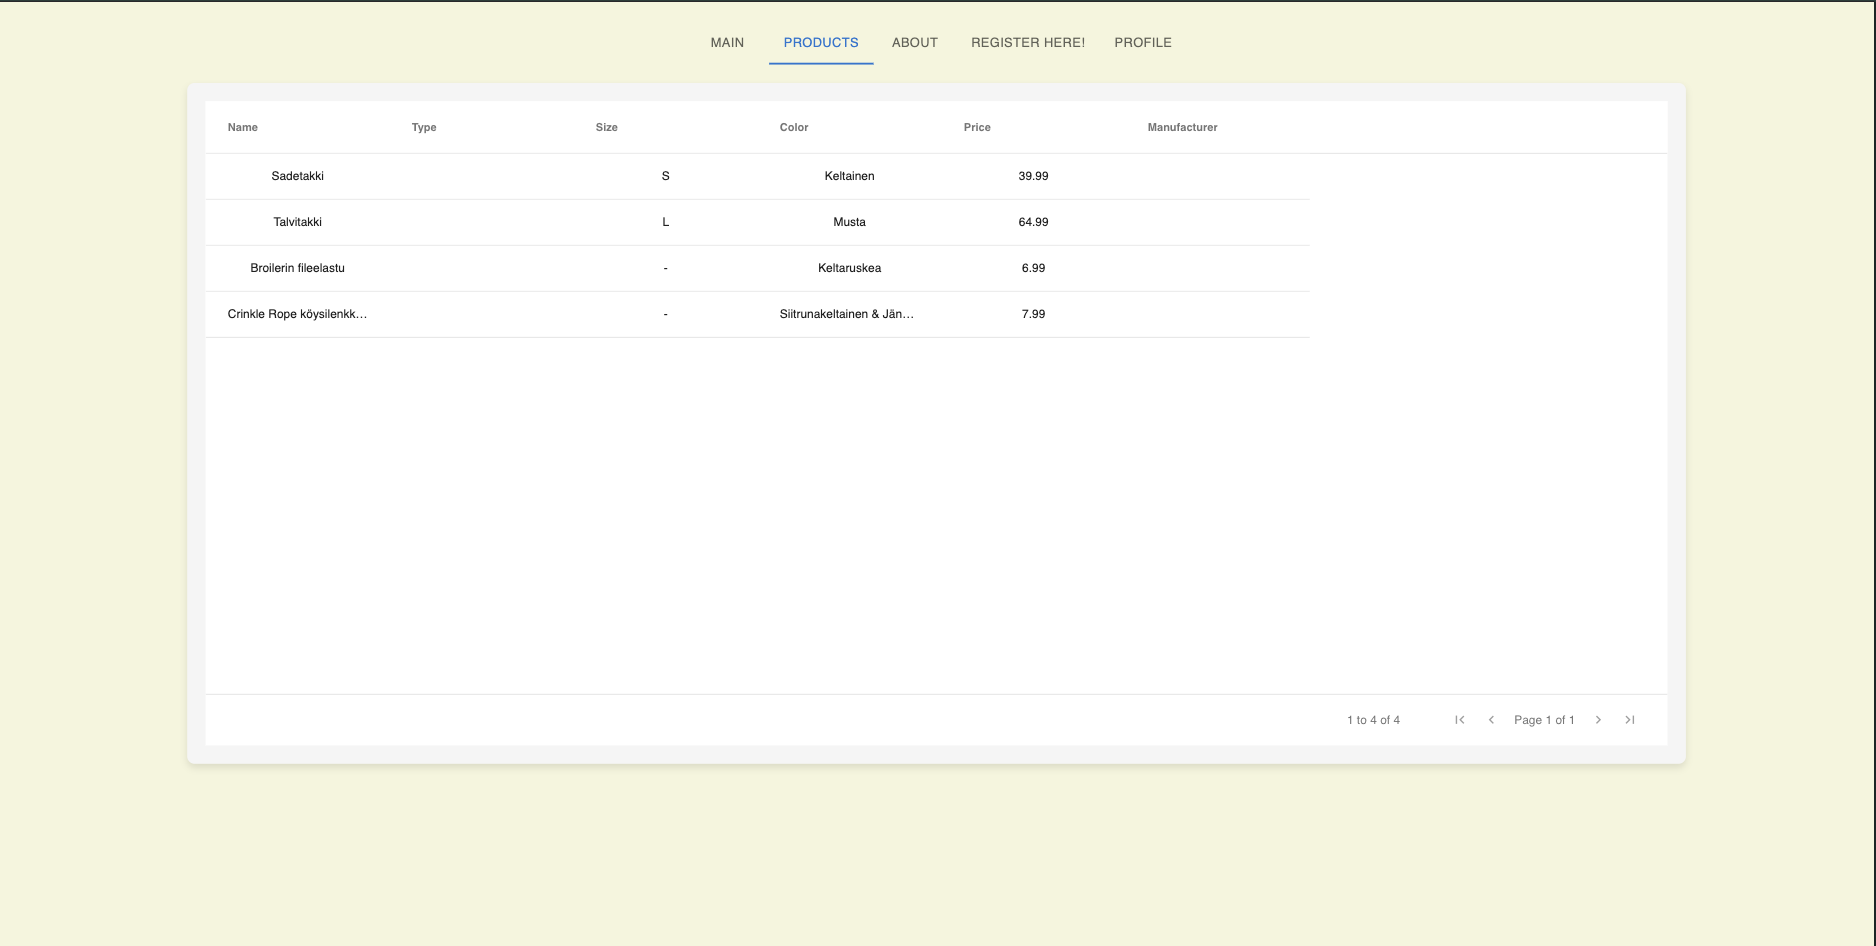 MAIN PRODUCTS ABOUT REGISTER HERE! PROFILE
Name Type Size Color Price Manufacturer
Sadetakki S Keltainen 39.99
Talvitakki L Musta 64.99
Broilerin fileelastu - Keltaruskea 6.99
Crinkle Rope köysilenkk... - Siitrunakeltainen & Jän... 7.99
1 to 4 of 4 Page 1 of 1